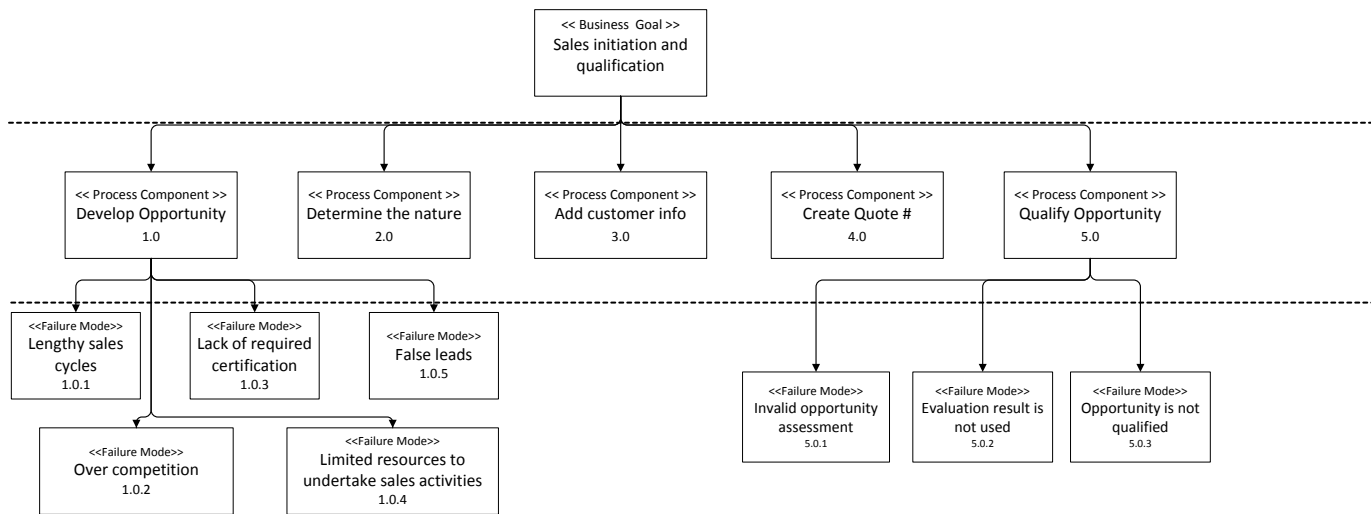 << Business  Goal >>
Sales initiation and
qualification
<< Process Component >>
Develop Opportunity
1.0
<< Process Component >>
Determine the nature
2.0
<< Process Component >>
Add customer info
3.0
<< Process Component >>
Create Quote #
4.0
<< Process Component >>
Qualify Opportunity
5.0
<<Failure Mode>>
Lengthy sales
cycles
1.0.1
<<Failure Mode>>
Lack of required
certification
1.0.3
<<Failure Mode>>
False leads
1.0.5
<<Failure Mode>>
Invalid opportunity
assessment
5.0.1
<<Failure Mode>>
Evaluation result is
not used
5.0.2
<<Failure Mode>>
Opportunity is not
qualified
5.0.3
<<Failure Mode>>
Over competition
1.0.2
<<Failure Mode>>
Limited resources to
undertake sales activities
1.0.4